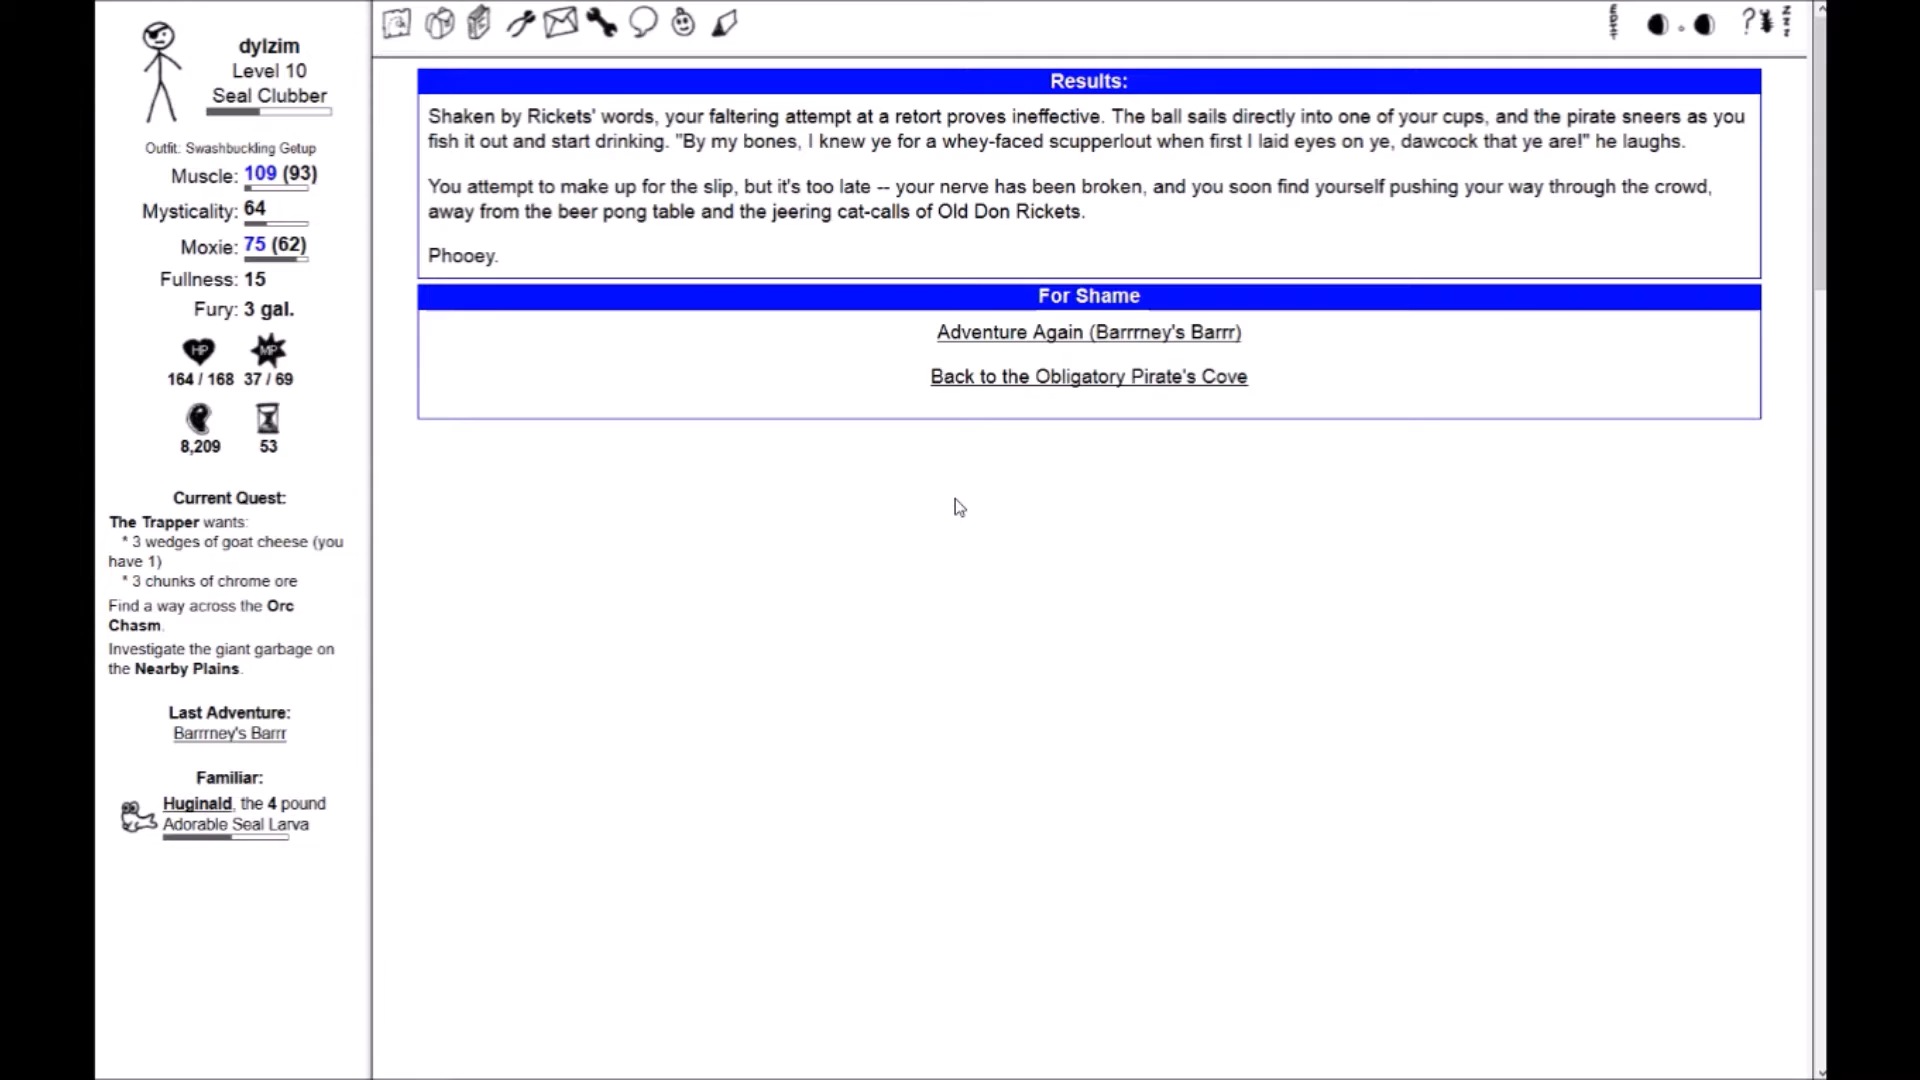 dylzim
Level 10
Seal Clubber
Outfit: Swashbuckling Getup
Muscle: 109 (93)
Mysticality: 64
Moxie: 75 (62)
Fullness: 15
Fury: 3 gal.
HP MP
164 / 168 37 / 69
8,209 53
Current Quest:
The Trapper wants:
* 3 wedges of goat cheese (you
have 1)
* 3 chunks of chrome ore
Find a way across the Orc
Chasm.
Investigate the giant garbage on
the Nearby Plains.
Last Adventure:
Barrrney's Barrr
Familiar:
Huginald, the 4 pound
Adorable Seal Larva
Results:
Shaken by Rickets' words, your faltering attempt at a retort proves ineffective. The ball sails directly into one of your cups, and the pirate sneers as you
fish it out and start drinking. "By my bones, I knew ye for a whey-faced scupperlout when first I laid eyes on ye, dawcock that ye are!" he laughs.
You attempt to make up for the slip, but it's too late -- your nerve has been broken, and you soon find yourself pushing your way through the crowd,
away from the beer pong table and the jeering cat-calls of Old Don Rickets.
Phooey.
For Shame
Adventure Again (Barrrney's Barrr)
Back to the Obligatory Pirate's Cove